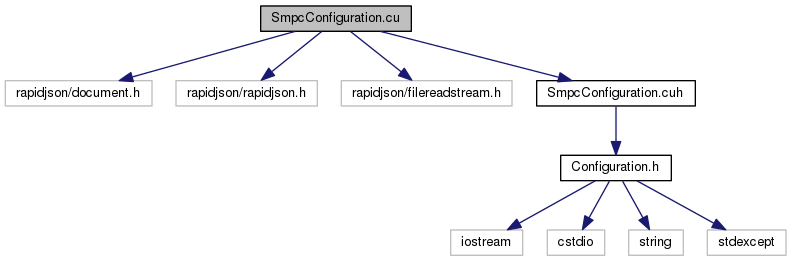 SmpcConfiguration.cu
rapidjson/document.h
rapidjson/rapidjson.h
rapidjson/filereadstream.h
SmpcConfiguration.cuh
Configuration.h
iostream
cstdio
string
stdexcept